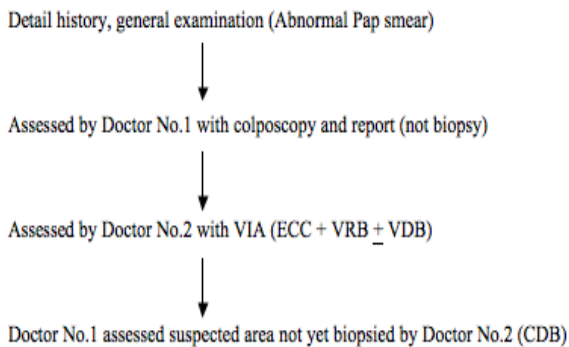 Detail history, general examination (Abnormal Pap smear)
Assessed by Doctor No.1 with colposcopy and report (not biopsy)
Assessed by Doctor No.2 with VIA (ECC + VRB ± VDB)
Doctor No.1 assessed suspected area not yet biopsied by Doctor No.2 (CDB)